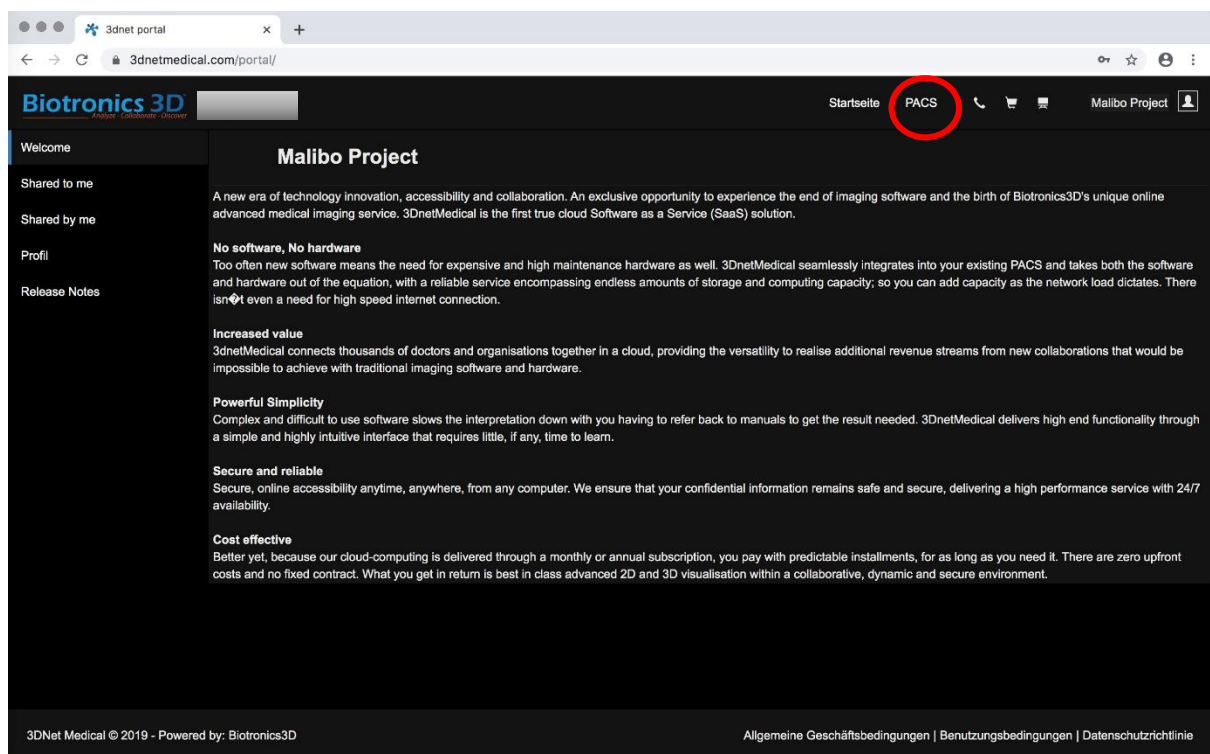 3dnet portal
3dnetmedical.com/portal/
Biotronics 3D
Analyze - Collaborate - Discover
Startseite PACS Malibo Project
Welcome
Shared to me
Shared by me
Profil
Release Notes
Malibo Project
A new era of technology innovation, accessibility and collaboration. An exclusive opportunity to experience the end of imaging software and the birth of Biotronics3D's unique online
advanced medical imaging service. 3DnetMedical is the first true cloud Software as a Service (SaaS) solution.
No software, No hardware
Too often new software means the need for expensive and high maintenance hardware as well. 3DnetMedical seamlessly integrates into your existing PACS and takes both the software
and hardware out of the equation, with a reliable service encompassing endless amounts of storage and computing capacity; so you can add capacity as the network load dictates. There
isn�t even a need for high speed internet connection.
Increased value
3dnetMedical connects thousands of doctors and organisations together in a cloud, providing the versatility to realise additional revenue streams from new collaborations that would be
impossible to achieve with traditional imaging software and hardware.
Powerful Simplicity
Complex and difficult to use software slows the interpretation down with you having to refer back to manuals to get the result needed. 3DnetMedical delivers high end functionality through
a simple and highly intuitive interface that requires little, if any, time to learn.
Secure and reliable
Secure, online accessibility anytime, anywhere, from any computer. We ensure that your confidential information remains safe and secure, delivering a high performance service with 24/7
availability.
Cost effective
Better yet, because our cloud-computing is delivered through a monthly or annual subscription, you pay with predictable installments, for as long as you need it. There are zero upfront
costs and no fixed contract. What you get in return is best in class advanced 2D and 3D visualisation within a collaborative, dynamic and secure environment.
3DNet Medical © 2019 - Powered by: Biotronics3D
Allgemeine Geschäftsbedingungen | Benutzungsbedingungen | Datenschutzrichtlinie